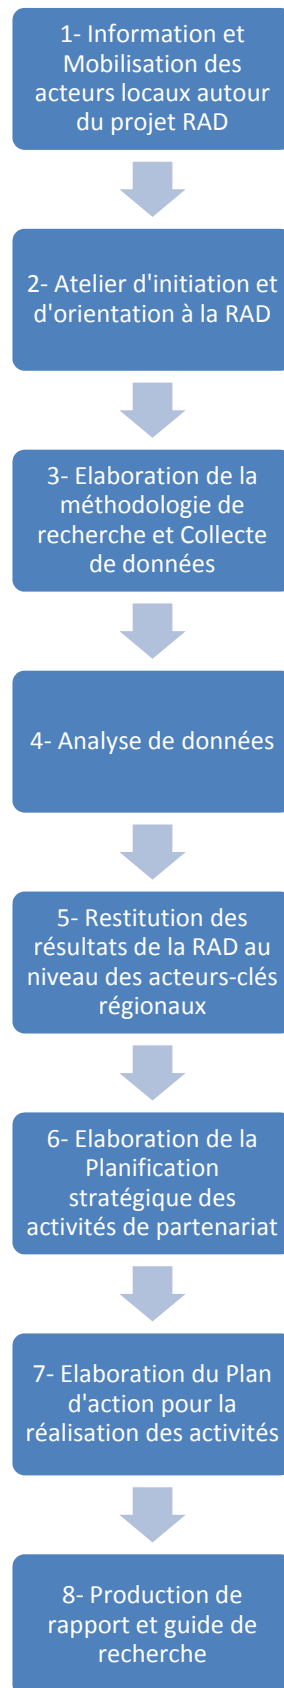 1- Information et
Mobilisation des
acteurs locaux autour
du projet RAD
2- Atelier d'initiation et
d'orientation à la RAD
3- Elaboration de la
méthodologie de
recherche et Collecte
de données
4- Analyse de données
5- Restitution des
résultats de la RAD au
niveau des acteurs-clés
régionaux
6- Elaboration de la
Planification
stratégique des
activités de partenariat
7- Elaboration du Plan
d'action pour la
réalisation des activités
8- Production de
rapport et guide de
recherche